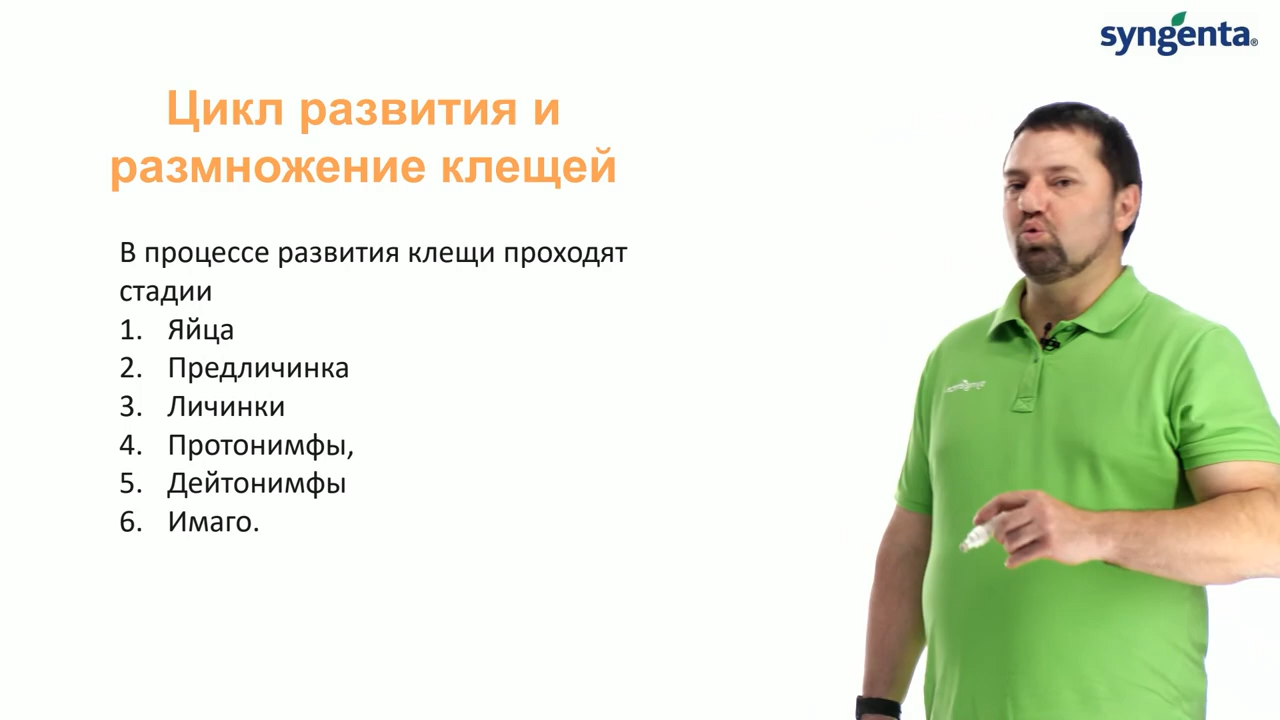 syngenta®
Цикл развития и
размножение клещей
В процессе развития клещи проходят
стадии
1. Яйца
2. Предличинка
3. Личинки
4. Протонимфы,
5. Дейтонимфы
6. Имаго.